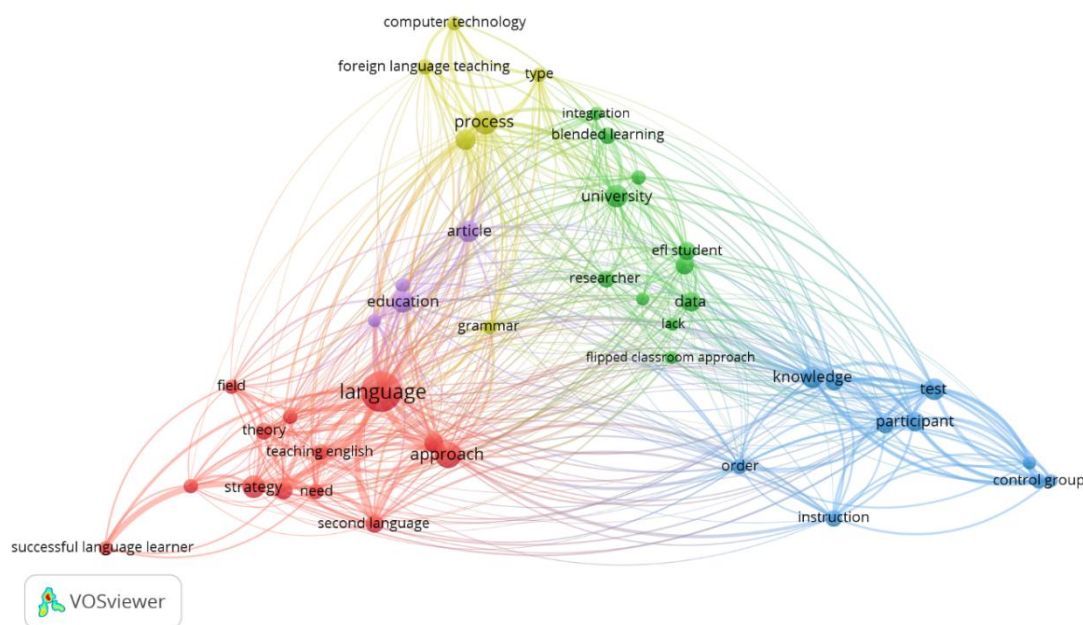 computer technology
foreign language teaching
type
integration
process
blended learning
university
article
efl student
researcher
education
data
grammar
lack
flipped classroom approach
knowledge
field
language
test
theory
participant
teaching english
approach
order
control group
strategy
need
instruction
second language
successful language learner
VOSviewer